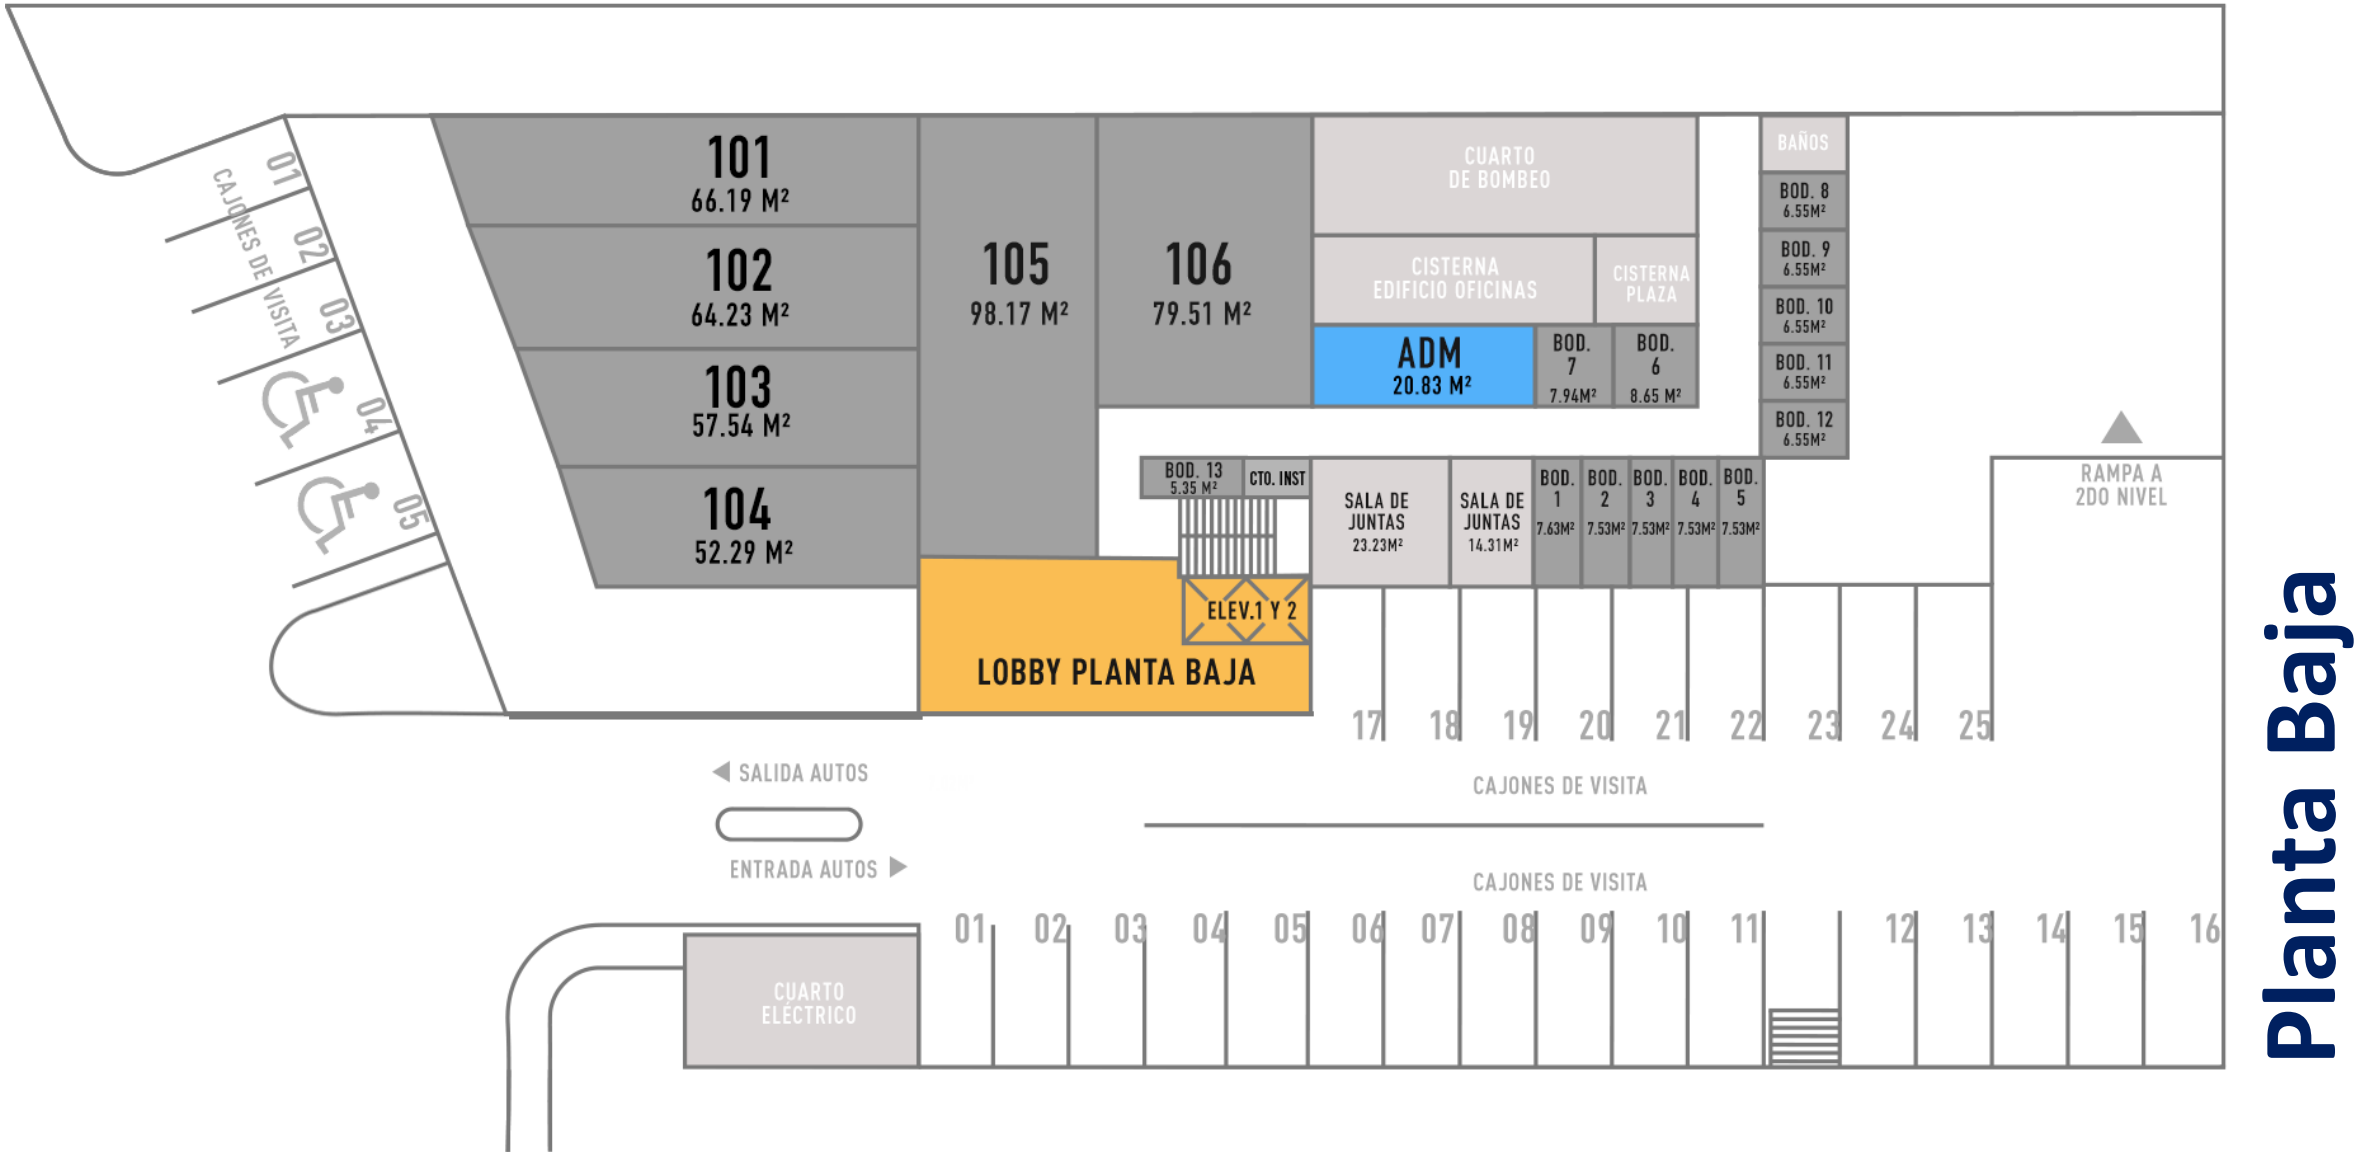 101
66.19 M²
102
64.23 M²
103
57.54 M²
104
52.29 M²
105
98.17 M²
106
79.51 M²
CUARTO
DE BOMBEO
CISTERNA
EDIFICIO OFICINAS
CISTERNA
PLAZA
ADM
20.83 M²
BOD.
7
7.94M²
BOD.
6
8.65 M²
BAÑOS
BOD. 8
6.55M²
BOD. 9
6.55M²
BOD. 10
6.55M²
BOD. 11
6.55M²
BOD. 12
6.55M²
CAJONES DE VISITA
01
02
03
04
05
BOD. 13
5.35 M²
CTO. INST
SALA DE
JUNTAS
23.23M²
SALA DE
JUNTAS
14.31M²
BOD.
1
7.63M²
BOD.
2
7.53M²
BOD.
3
7.53M²
BOD.
4
7.53M²
BOD.
5
7.53M²
RAMPA A
2DO NIVEL
ELEV.1 Y 2
LOBBY PLANTA BAJA
17 18 19 20 21 22 23 24 25
CAJONES DE VISITA
SALIDA AUTOS
ENTRADA AUTOS
CAJONES DE VISITA
01 02 03 04 05 06 07 08 09 10 11 12 13 14 15 16
CUARTO
ELÉCTRICO
Planta Baja